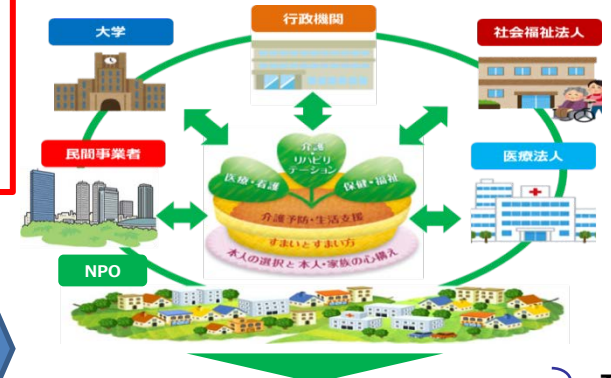 行政機関
大学
社会福祉法人
民間事業者
医療法人
介護
リハビリ
テーション
医療・看護
保健・福祉
介護予防・生活支援
すまいとすまい方
本人の選択と本人・家族の心構え
NPO